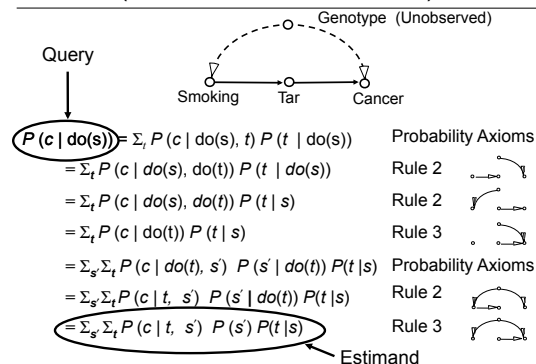 Genotype (Unobserved)
Query
Smoking Tar Cancer
P (c | do(s)) = Σt P (c | do(s), t) P (t | do(s)) Probability Axioms
= Σt P (c | do(s), do(t)) P (t | do(s)) Rule 2
= Σt P (c | do(s), do(t)) P (t | s) Rule 2
= Σt P (c | do(t)) P (t | s) Rule 3
= Σs′ Σt P (c | do(t), s′) P (s′ | do(t)) P(t |s) Probability Axioms
= Σs′ Σt P (c | t, s′) P (s′ | do(t)) P(t |s) Rule 2
= Σs′ Σt P (c | t, s′) P (s′) P(t |s) Rule 3
Estimand